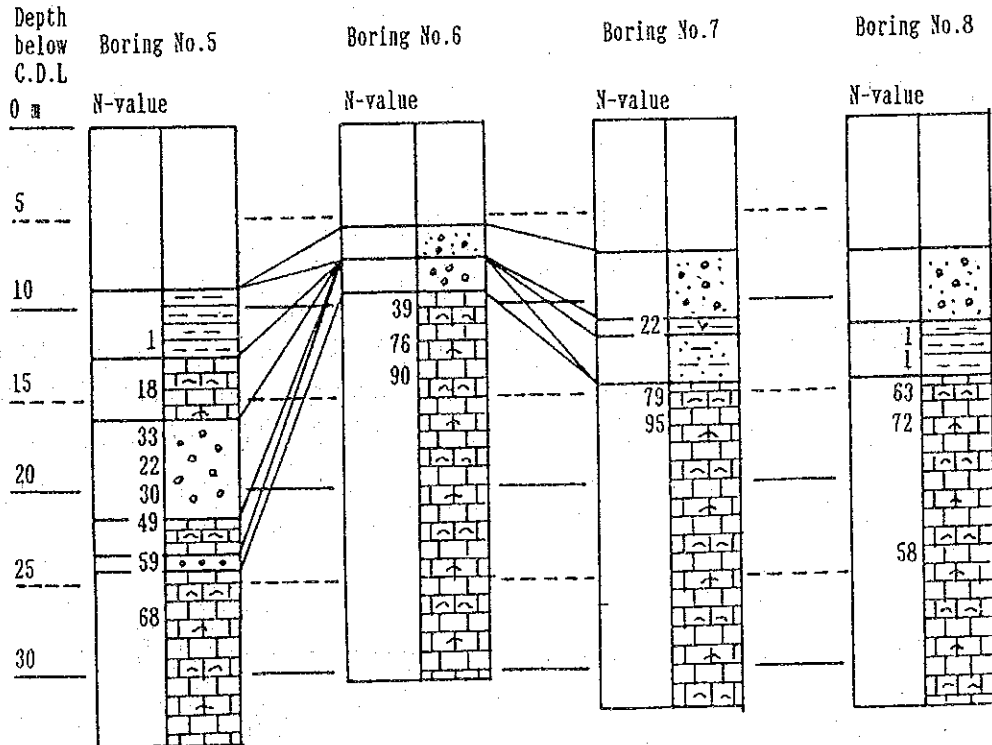 Depth
below
C.D.L
0 m
Boring No.5
Boring No.6
Boring No.7
Boring No.8
N-value
N-value
N-value
N-value
5
10
15
20
25
30
1
18
33
22
30
49
59
68
39
76
90
22
79
95
1
1
63
72
58